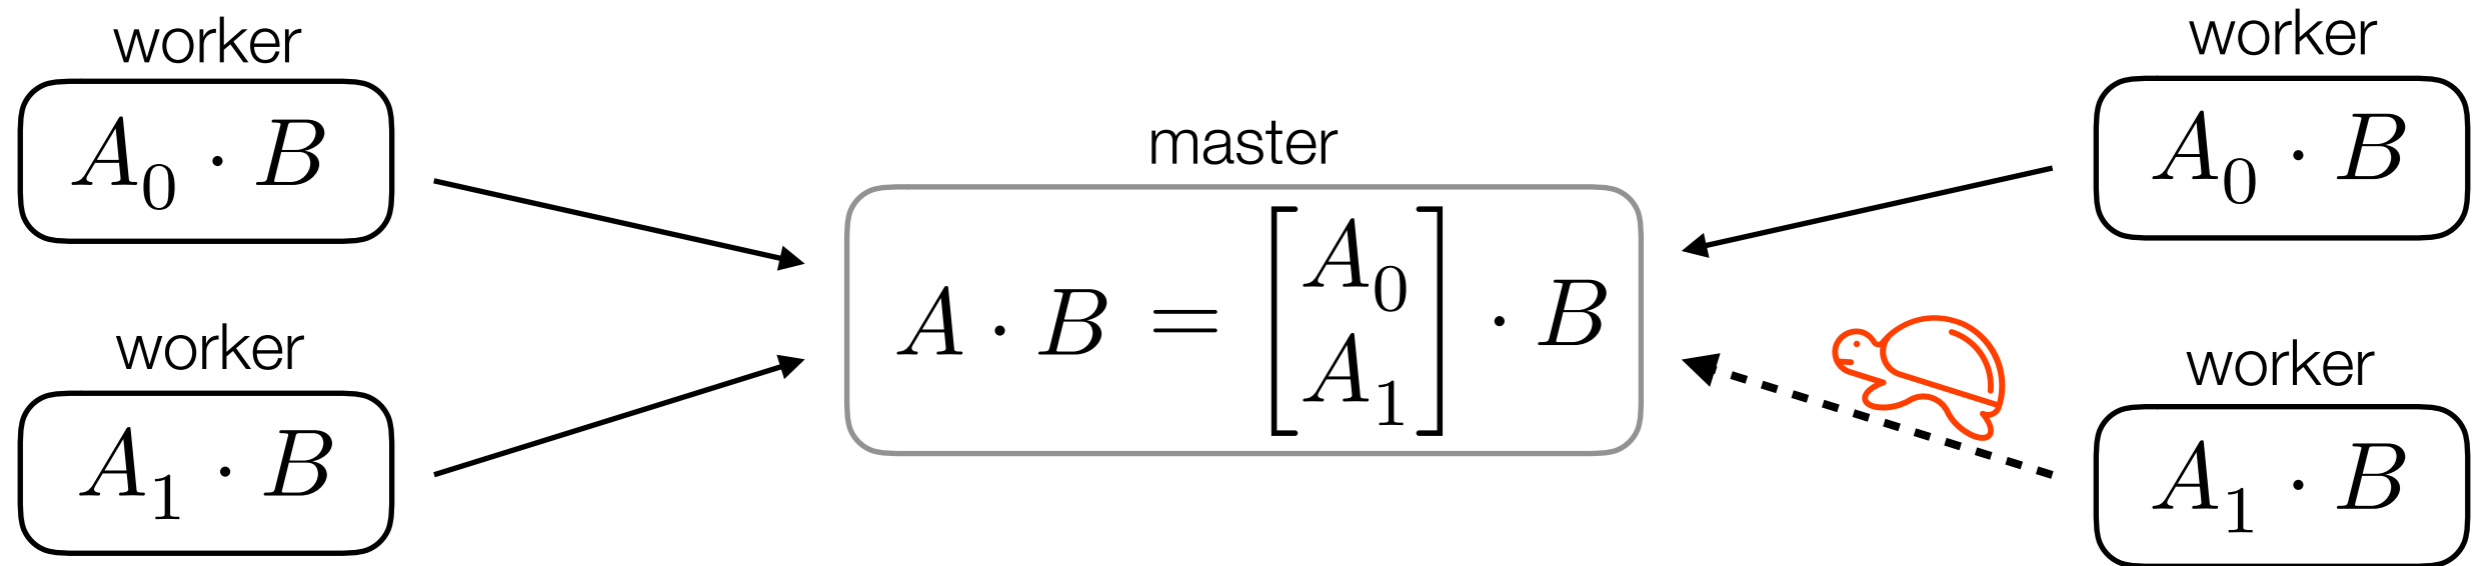 worker
A₀ · B
worker
A₁ · B
master
A · B = [A₀ A₁] · B
worker
A₀ · B
worker
A₁ · B